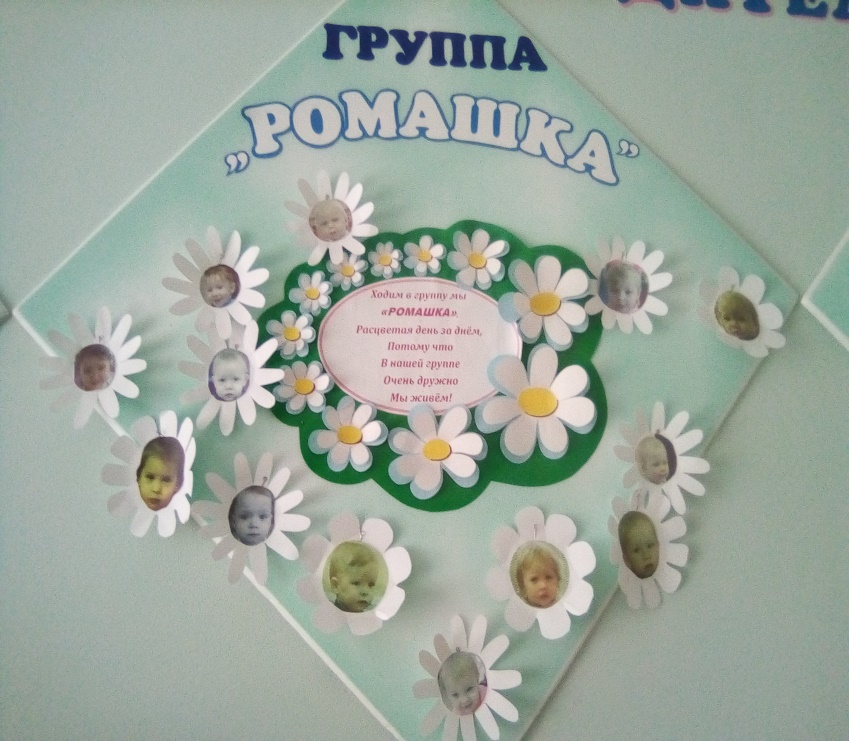 ГРУППА
„РОМАШКА”
Ходим в группу мы
«РОМАШКА».
Расцветая день за днём,
Потому что
В нашей группе
Очень дружно
Мы живём!